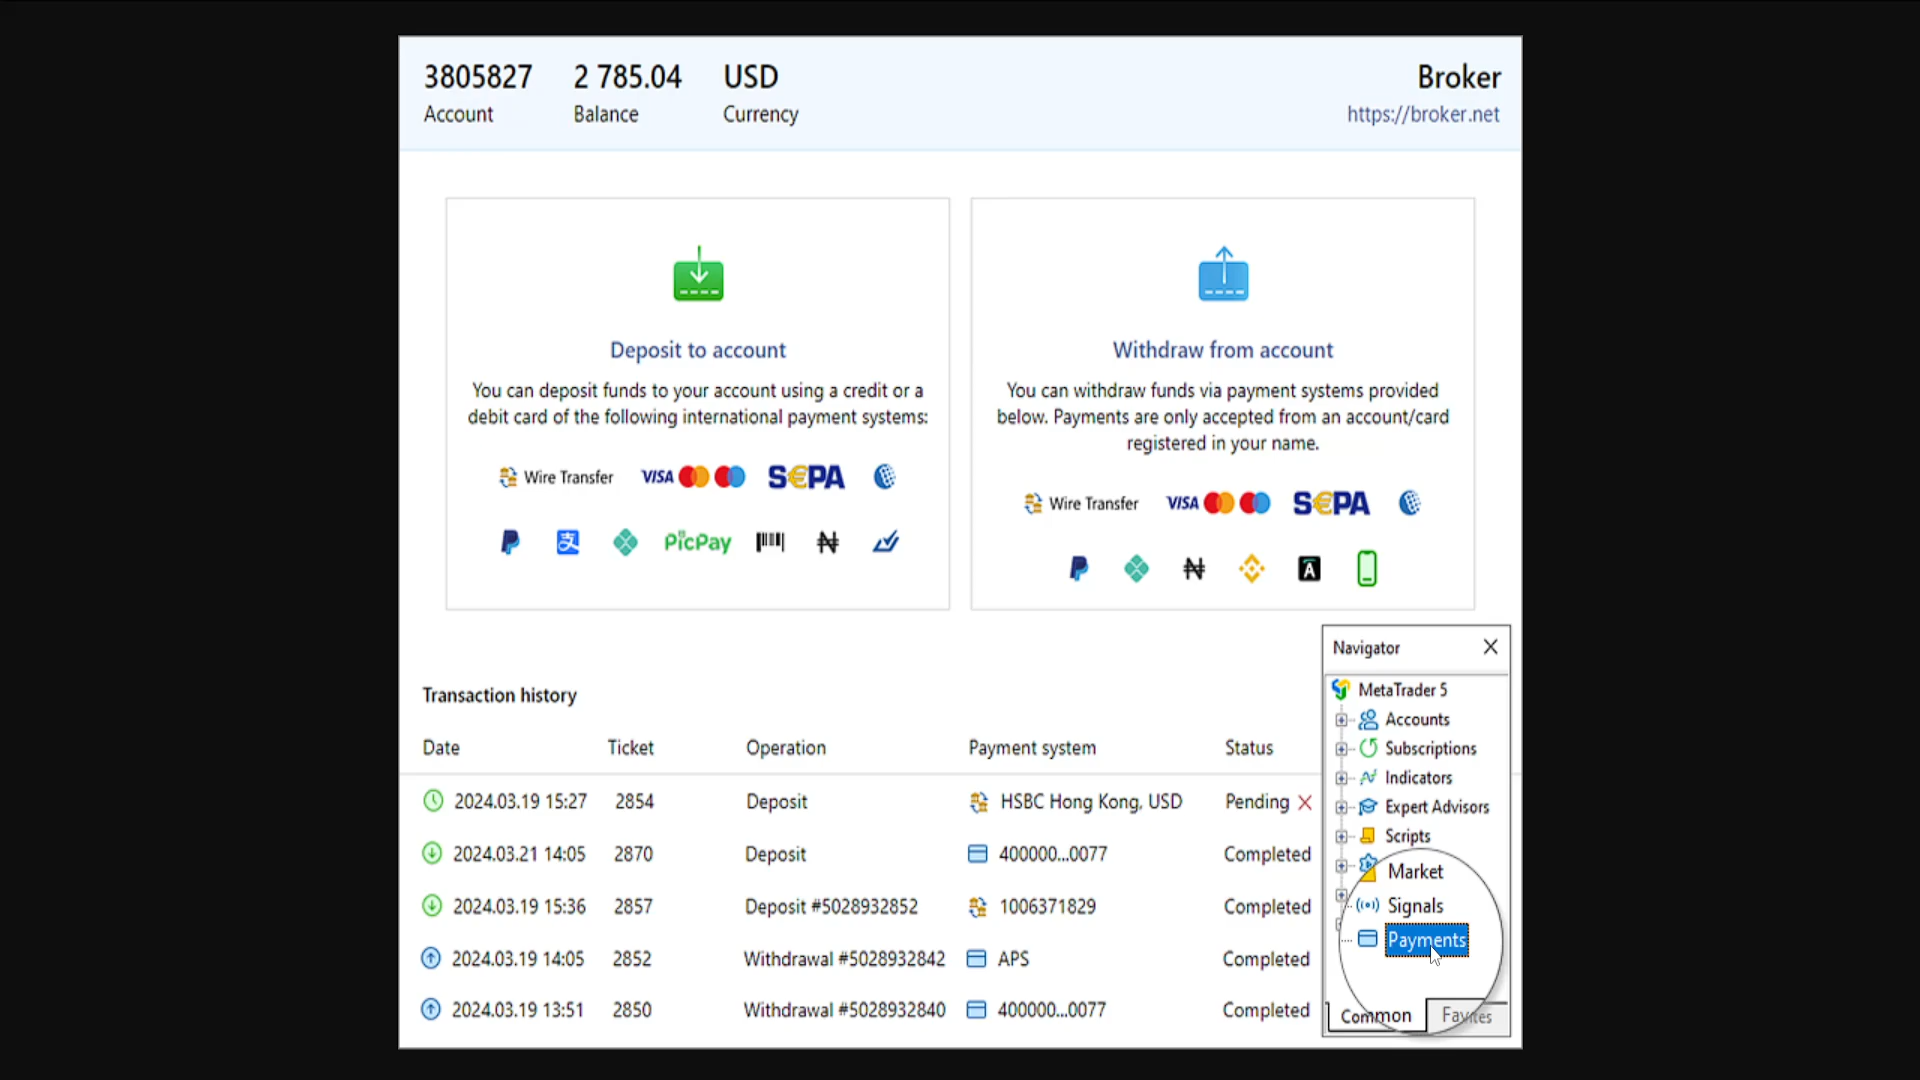 3805827 2 785.04 USD Broker
Account Balance Currency https://broker.net
Deposit to account
You can deposit funds to your account using a credit or a
debit card of the following international payment systems:
Wire Transfer VISA S€PA
PicPay
Withdraw from account
You can withdraw funds via payment systems provided
below. Payments are only accepted from an account/card
registered in your name.
Wire Transfer VISA S€PA
A
Transaction history
Date Ticket Operation Payment system Status
2024.03.19 15:27 2854 Deposit HSBC Hong Kong, USD Pending
2024.03.21 14:05 2870 Deposit 400000...0077 Completed
2024.03.19 15:36 2857 Deposit #5028932852 1006371829 Completed
2024.03.19 14:05 2852 Withdrawal #5028932842 APS Completed
2024.03.19 13:51 2850 Withdrawal #5028932840 400000...0077 Completed
Navigator
MetaTrader 5
Accounts
Subscriptions
Indicators
Expert Advisors
Scripts
Market
Signals
Payments
Common